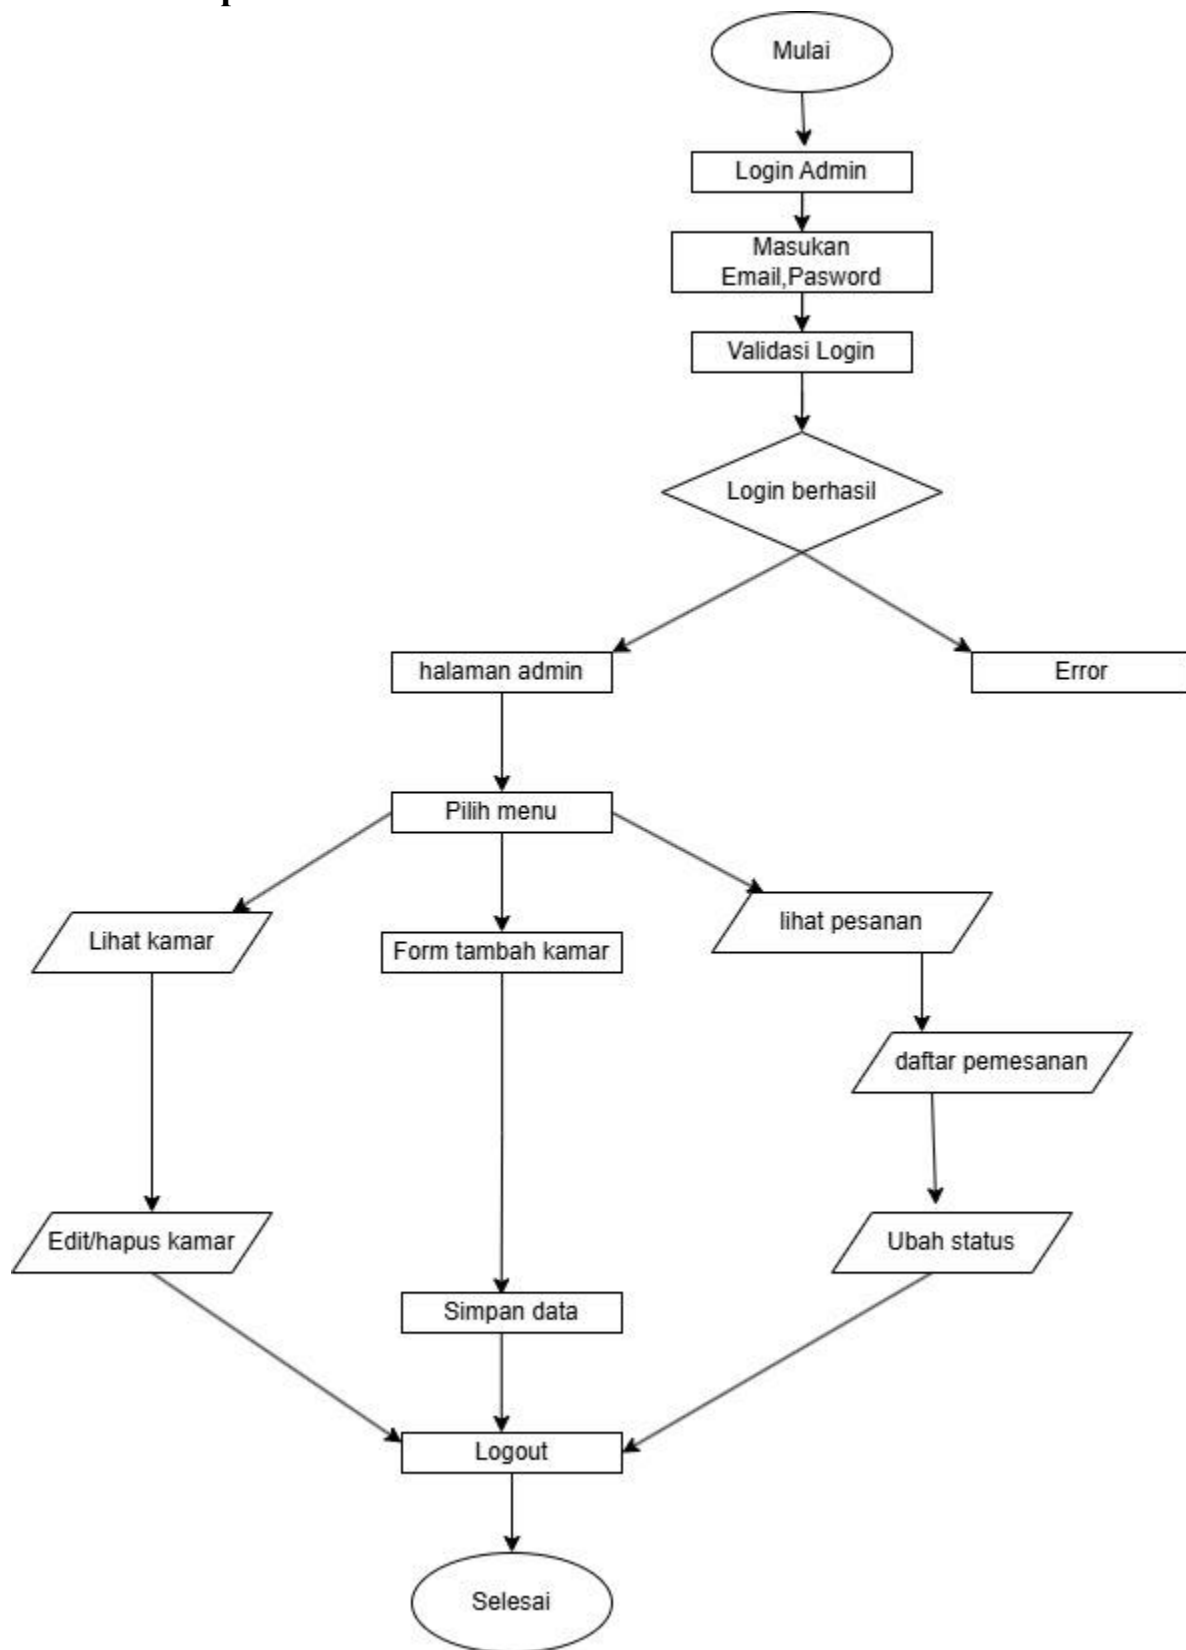 Mulai
Login Admin
Masukan
Email,Pasword
Validasi Login
Login berhasil
halaman admin
Error
Pilih menu
Lihat kamar
Form tambah kamar
lihat pesanan
daftar pemesanan
Edit/hapus kamar
Ubah status
Simpan data
Logout
Selesai